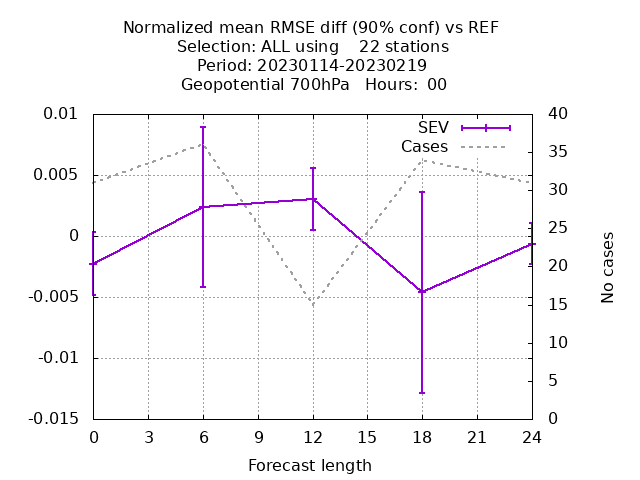 Normalized mean RMSE diff (90% conf) vs REF
Selection: ALL using    22 stations
Period: 20230114-20230219
Geopotential 700hPa   Hours:  00
0.01
0.005
0
-0.005
-0.01
-0.015
SEV
Cases
40
35
30
25
20
15
10
5
0
No cases
0 3 6 9 12 15 18 21 24
Forecast length